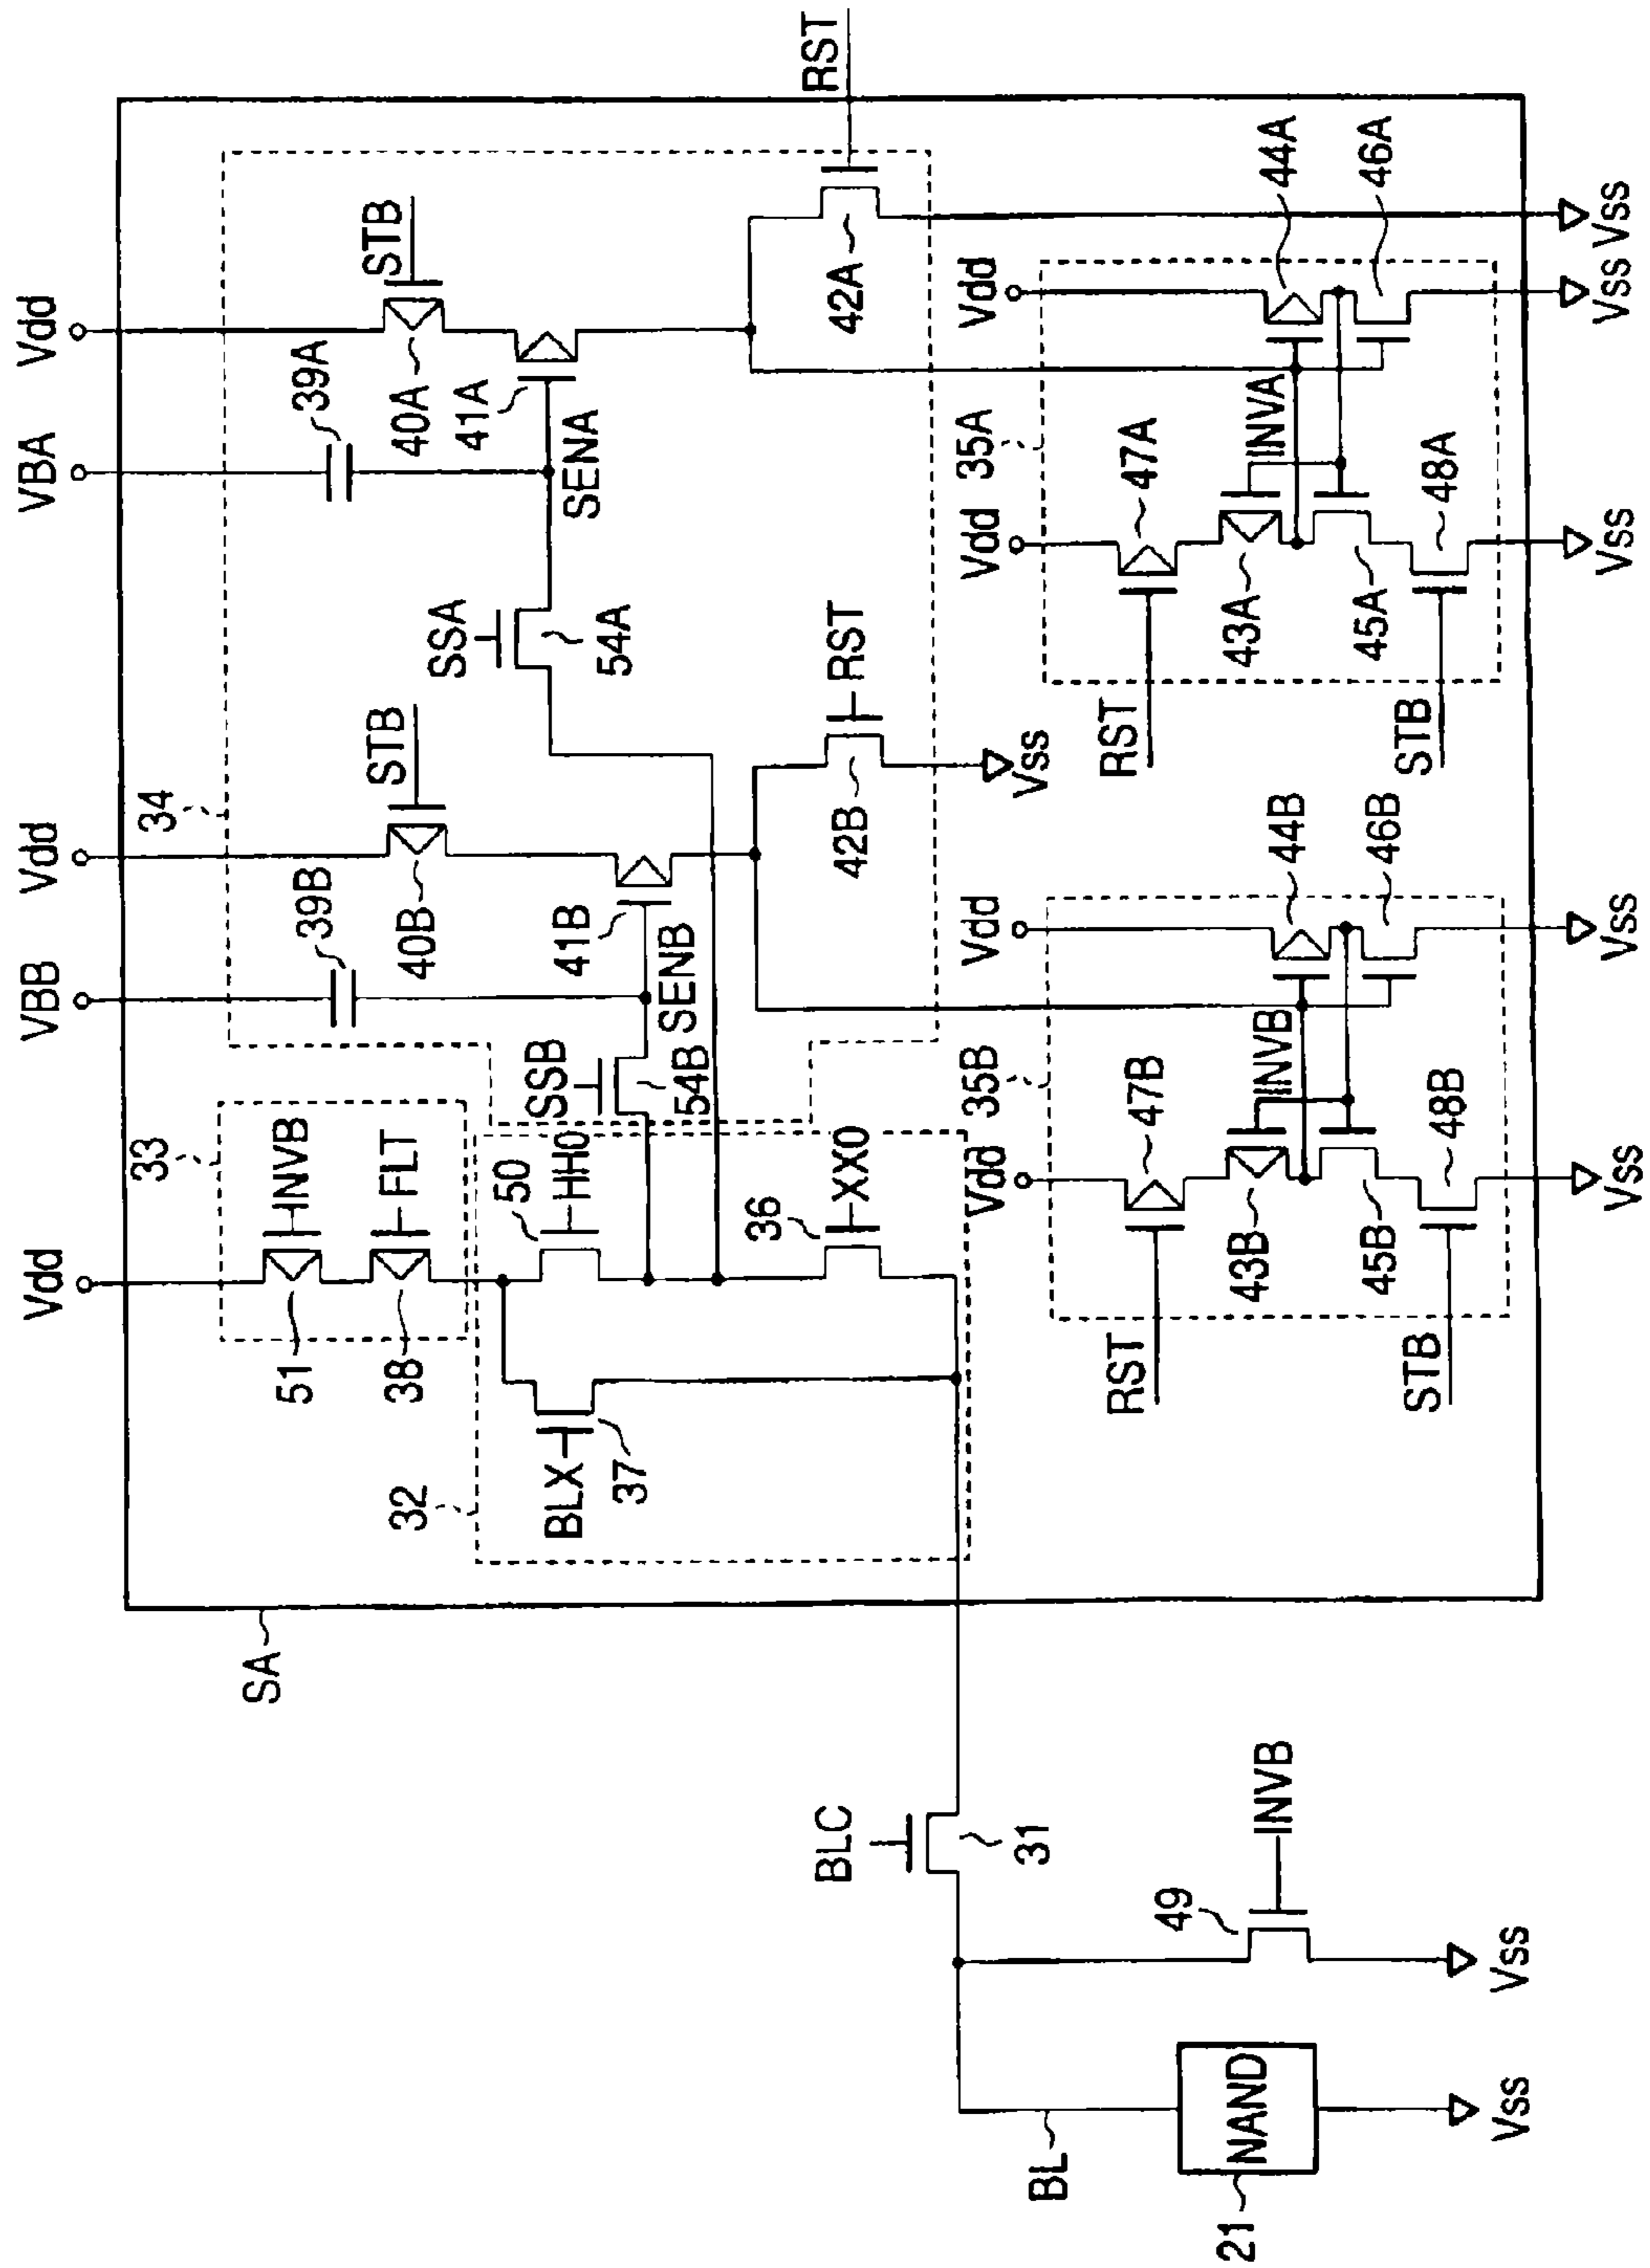 Vdd
VBB
Vdd
VBA
Vdd
SA
33
INVB
FLT
51
38
34
39B
STB
40B
41B
SENB
SSB
54B
39A
STB
40A
41A
SENA
SSA
54A
32
BLX
37
50
HH0
36
XX0
42B
RST
Vss
42A
RST
BLC
31
BL
NAND
21
Vss
49
INVB
Vss
35B
Vdd
Vdd
RST
47B
INVB
43B
44B
45B
46B
STB
48B
Vss
Vss
35A
Vdd
Vdd
RST
47A
INVA
43A
44A
45A
46A
STB
48A
Vss
Vss
Vss